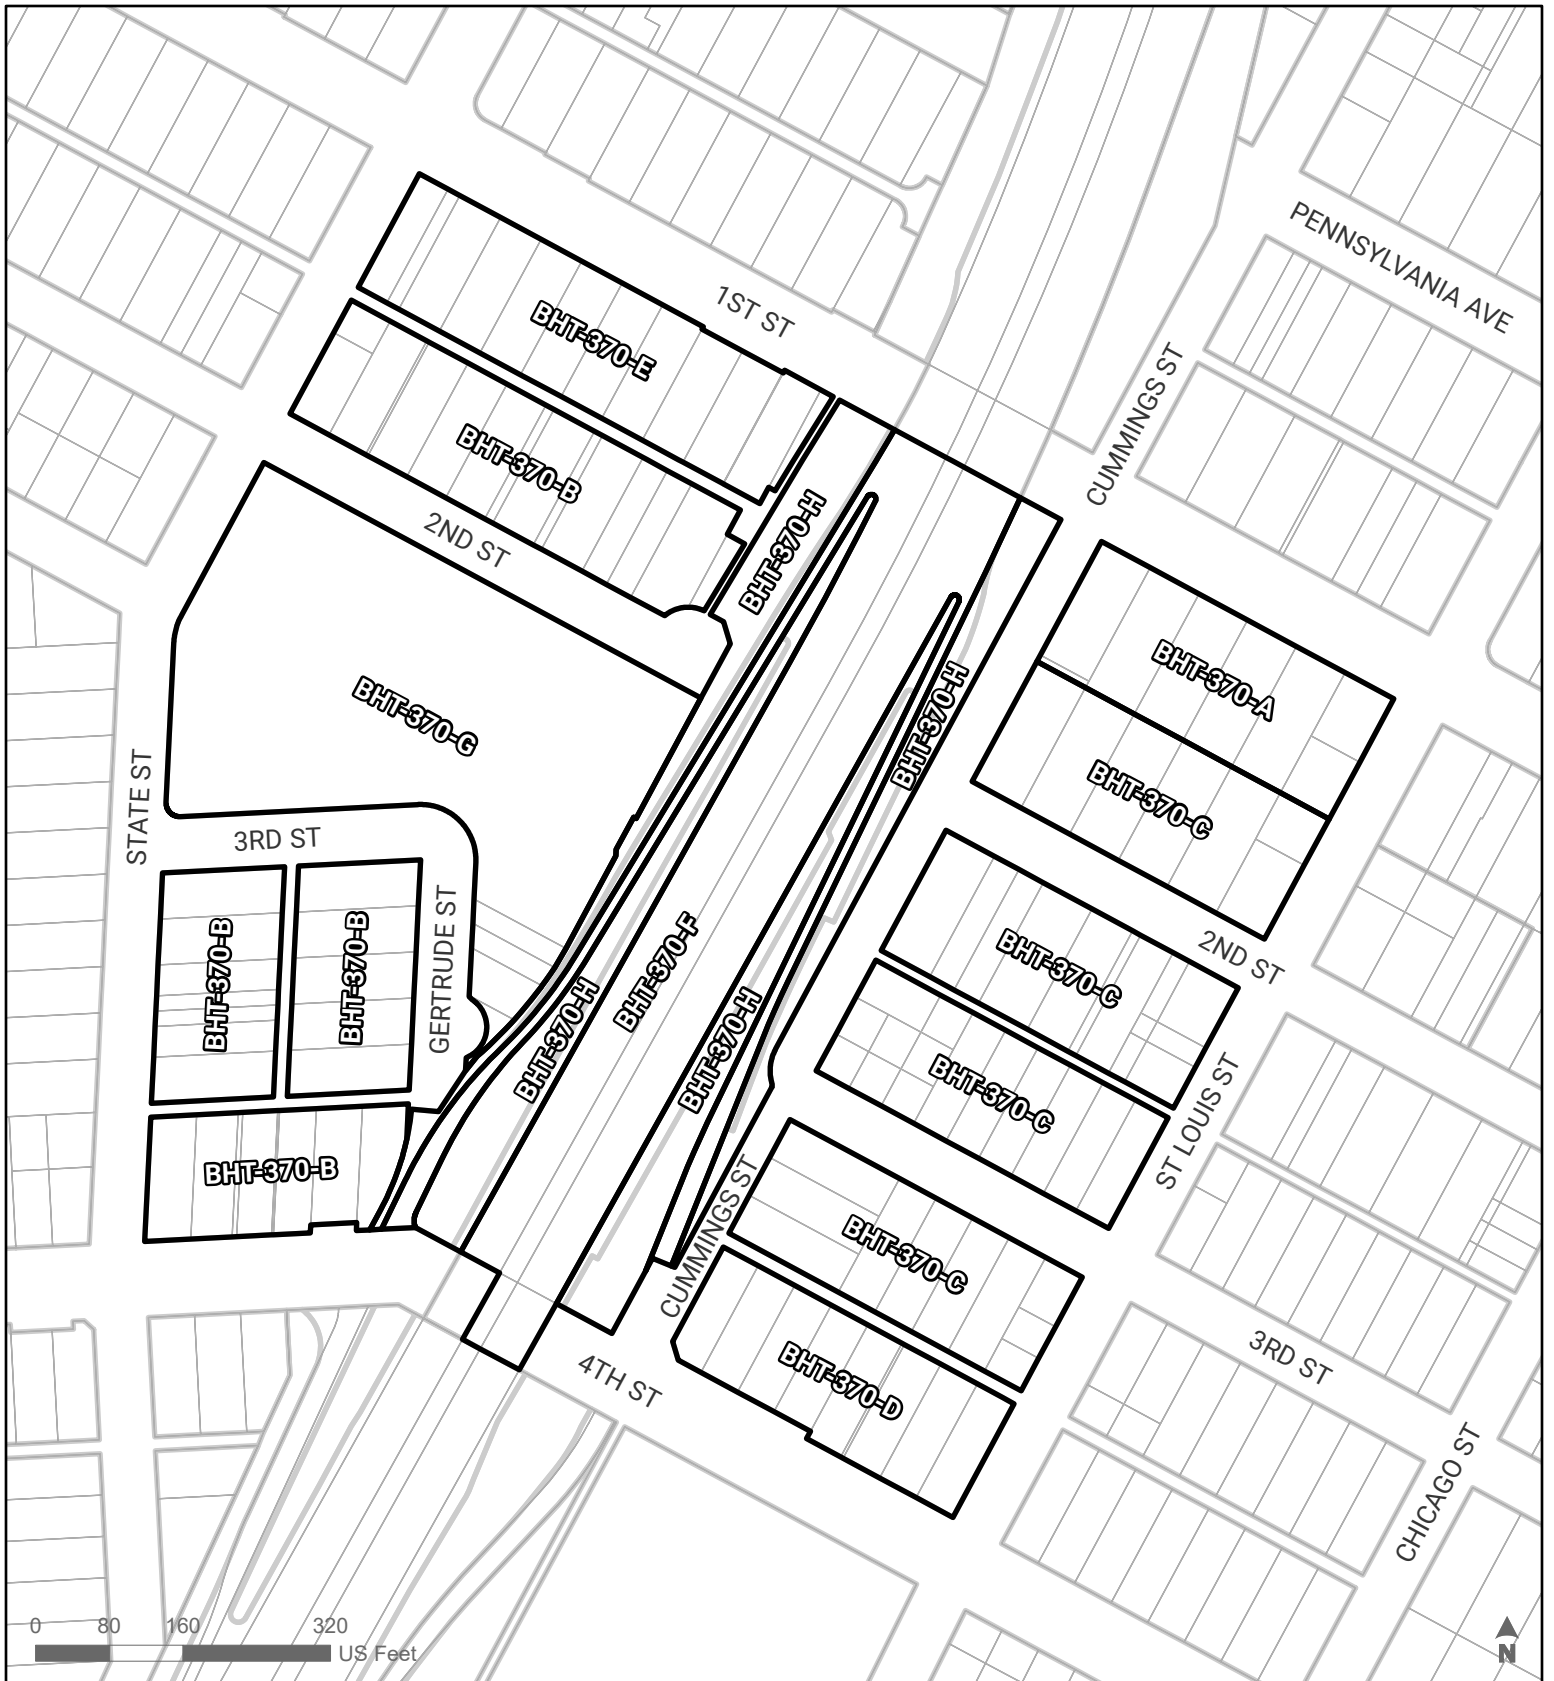 PENNSYLVANIA AVE
1ST ST
BHT-370-E
CUMMINGS ST
BHT-370-B
BHT-370-H
2ND ST
BHT-370-A
BHT-370-G
BHT-370-H
BHT-370-C
STATE ST
3RD ST
BHT-370-B
BHT-370-B
GERTRUDE ST
BHT-370-F
BHT-370-C
2ND ST
BHT-370-H
BHT-370-H
BHT-370-C
ST LOUIS ST
BHT-370-B
CUMMINGS ST
BHT-370-C
3RD ST
4TH ST
BHT-370-D
CHICAGO ST
0 80 160 320
US Feet
N